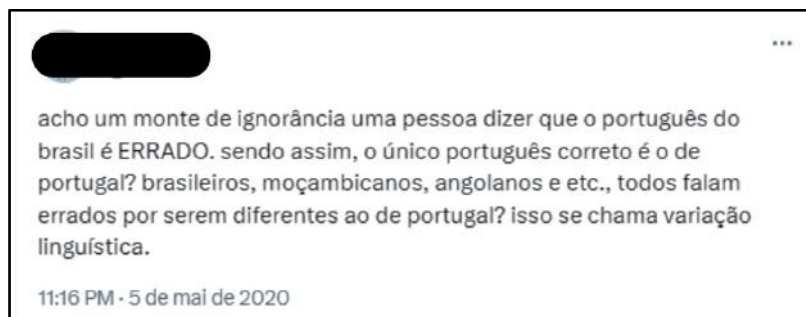 acho um monte de ignorância uma pessoa dizer que o português do
brasil é ERRADO. sendo assim, o único português correto é o de
portugal? brasileiros, moçambicanos, angolanos e etc., todos falam
errados por serem diferentes ao de portugal? isso se chama variação
linguística.
11:16 PM · 5 de mai de 2020